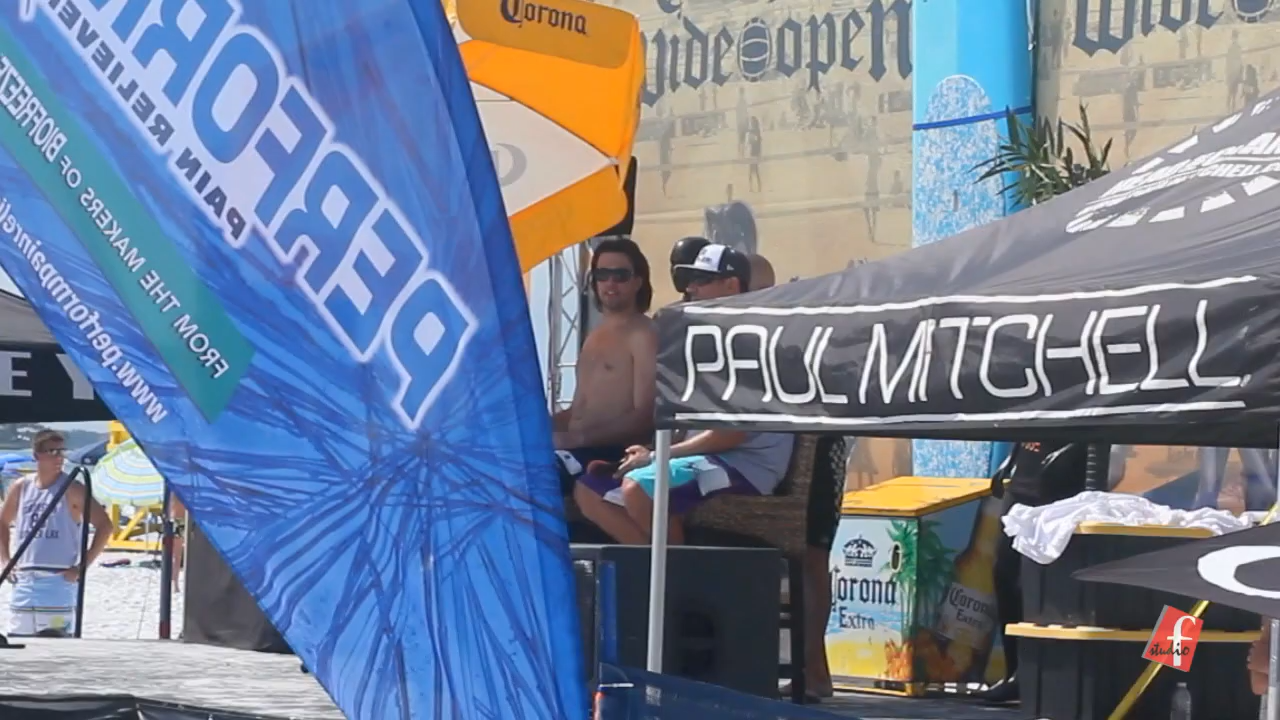 Corona
Wide open
Wide
PERFORM
PAIN RELIEVER
FROM THE MAKERS OF BIOFREEZE
www.performpainreli
E Y
PAUL MITCHELL
Corona
Extra
Corona
Extra
f
studio